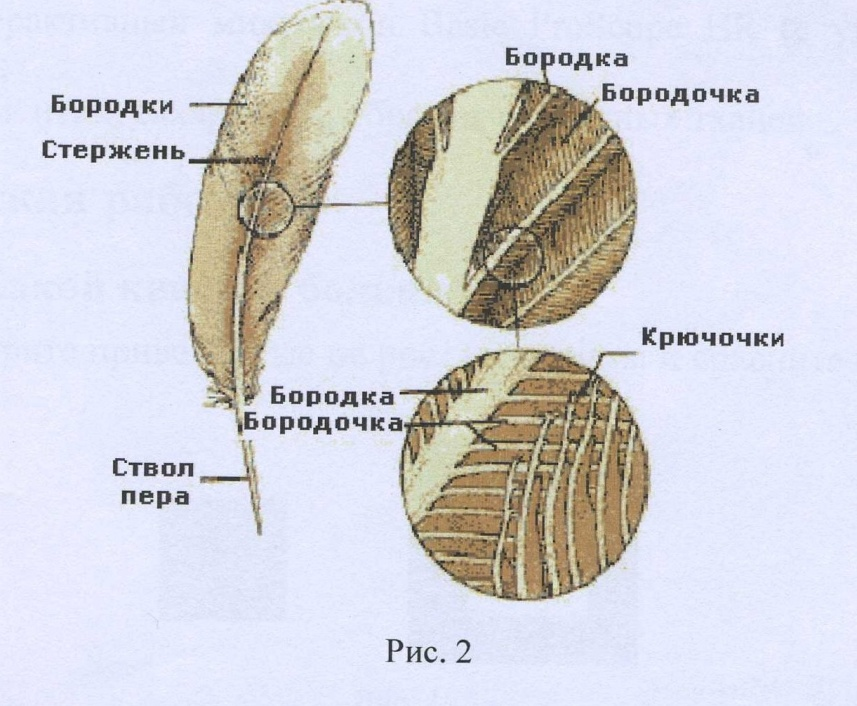 Бородка
Бородки
Бородочка
Стержень
Крючочки
Бородка
Бородочка
Ствол
пера
Рис. 2